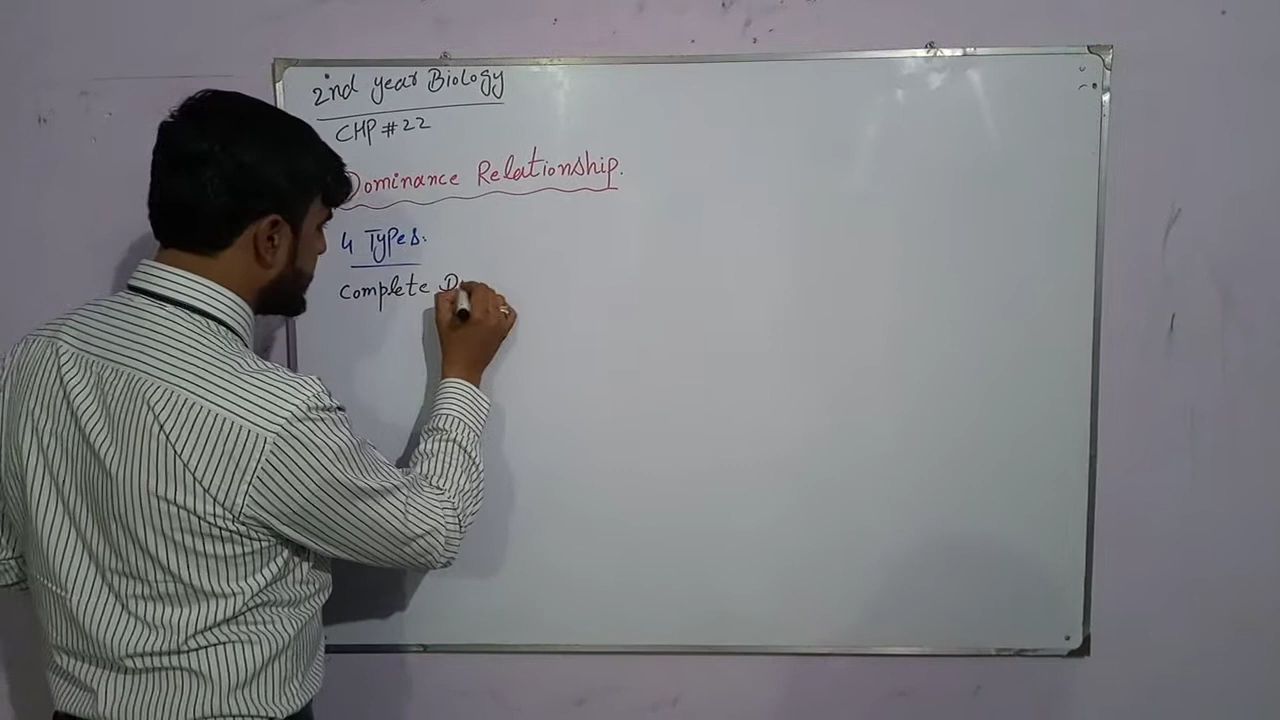 2nd year Biology
CHP # 22
Dominance Relationship.
4 Types.
Complete